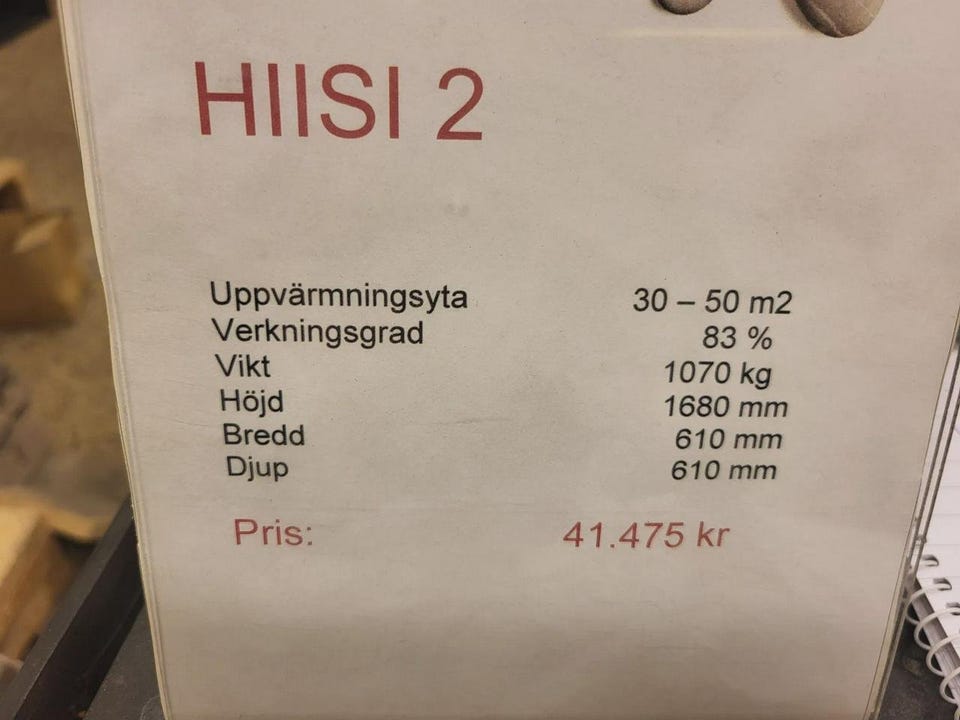 HIISI 2
Uppvärmningsyta 30 – 50 m2
Verkningsgrad 83 %
Vikt 1070 kg
Höjd 1680 mm
Bredd 610 mm
Djup 610 mm
Pris: 41.475 kr